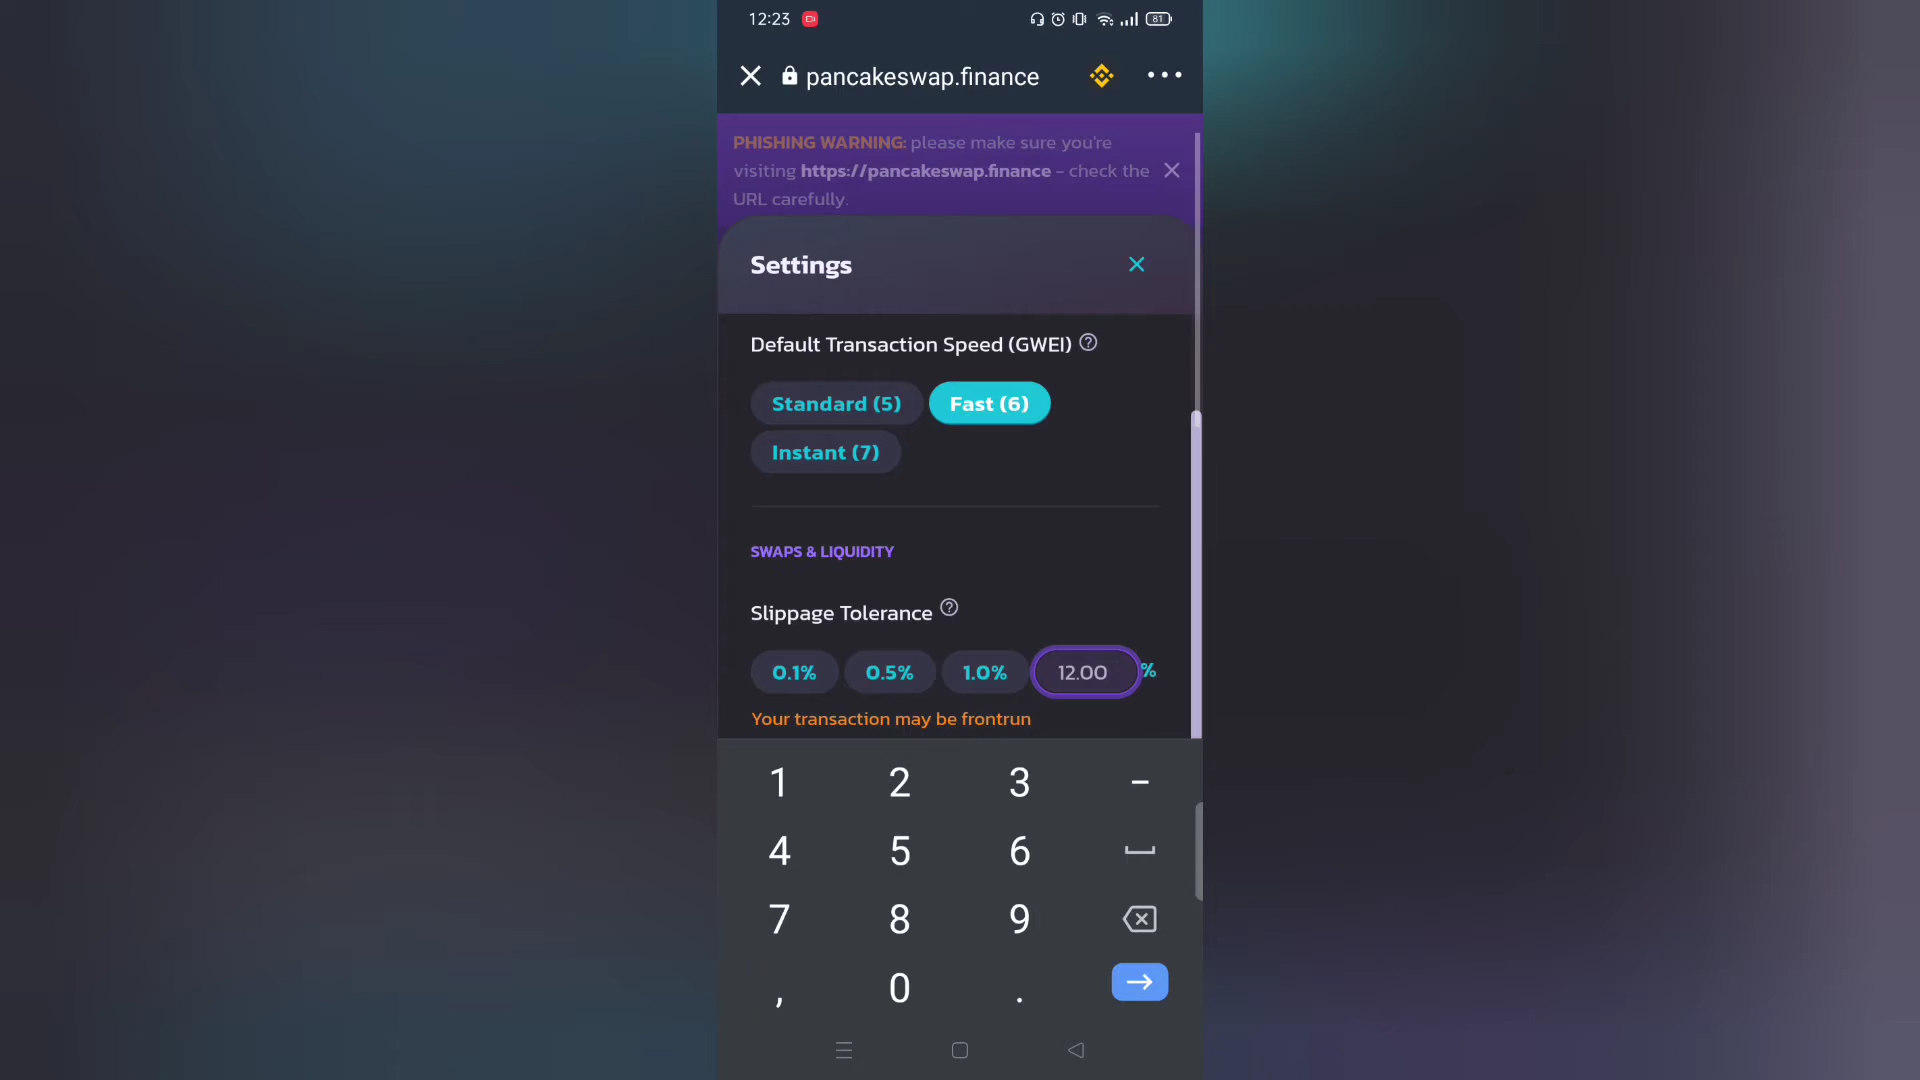 12:23
81
pancakeswap.finance
PHISHING WARNING: please make sure you're
visiting https://pancakeswap.finance - check the
URL carefully.
Settings
Default Transaction Speed (GWEI) ?
Standard (5) Fast (6)
Instant (7)
SWAPS & LIQUIDITY
Slippage Tolerance ?
0.1% 0.5% 1.0% 12.00 %
Your transaction may be frontrun
1 2 3 -
4 5 6
7 8 9
, 0 .